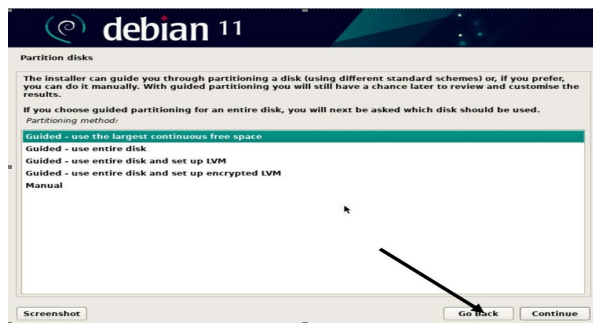 debian 11
Partition disks
The installer can guide you through partitioning a disk (using different standard schemes) or, if you prefer,
you can do it manually. With guided partitioning you will still have a chance later to review and customise the
results.
If you choose guided partitioning for an entire disk, you will next be asked which disk should be used.
Partitioning method:
Guided - use the largest continuous free space
Guided - use entire disk
Guided - use entire disk and set up LVM
Guided - use entire disk and set up encrypted LVM
Manual
Screenshot
Go Back
Continue